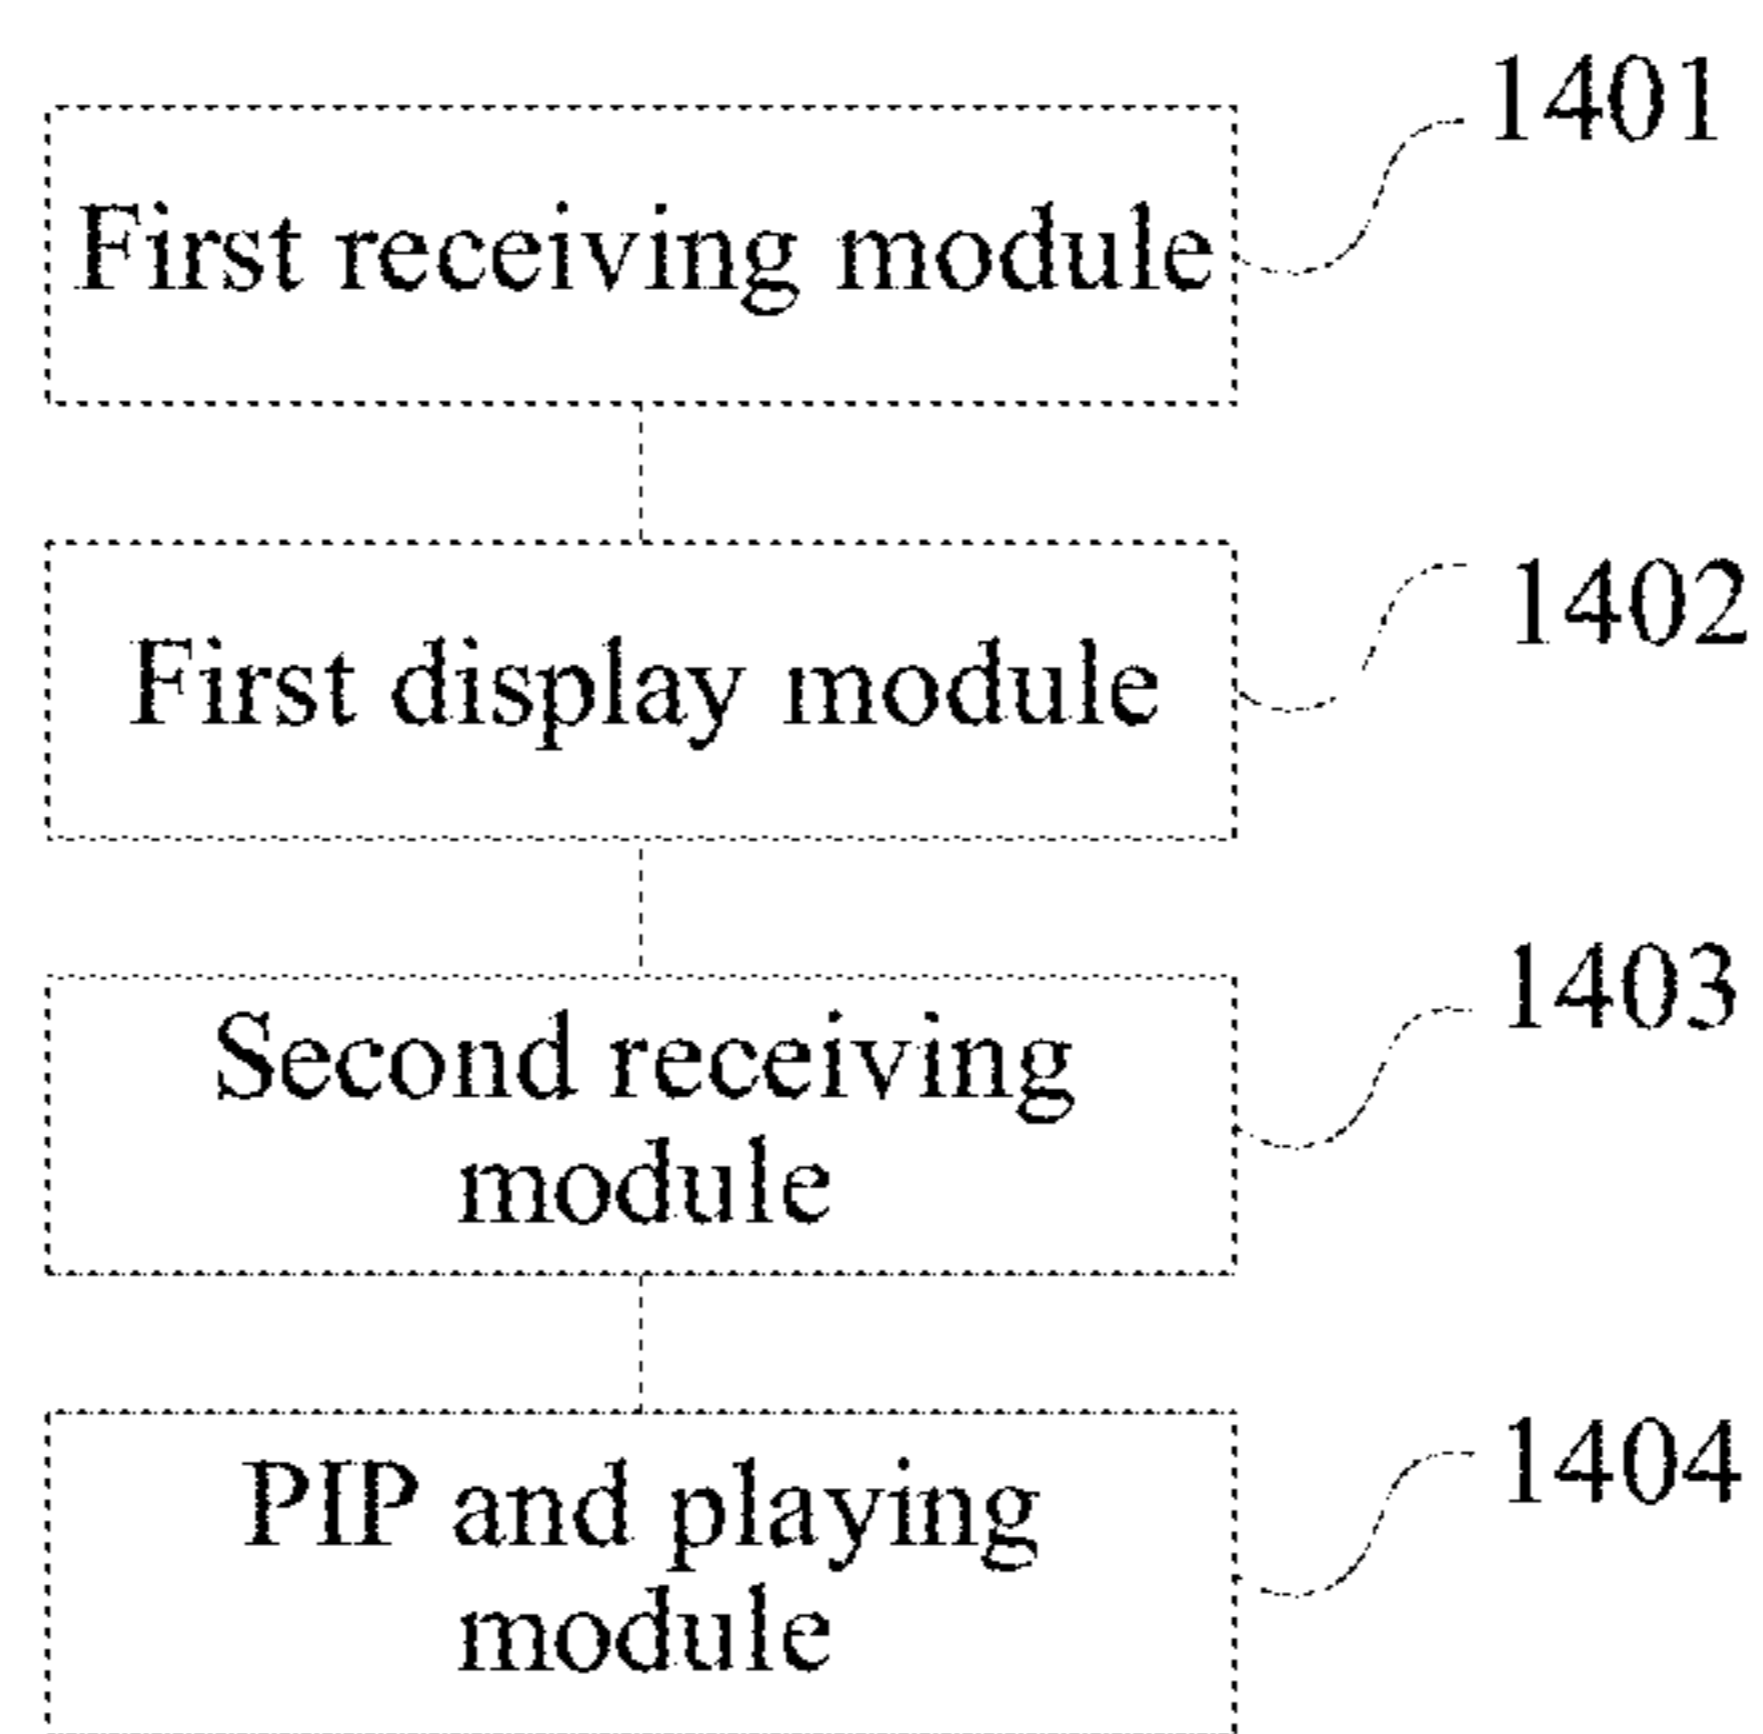 1401
First receiving module
1402
First display module
1403
Second receiving
module
1404
PIP and playing
module